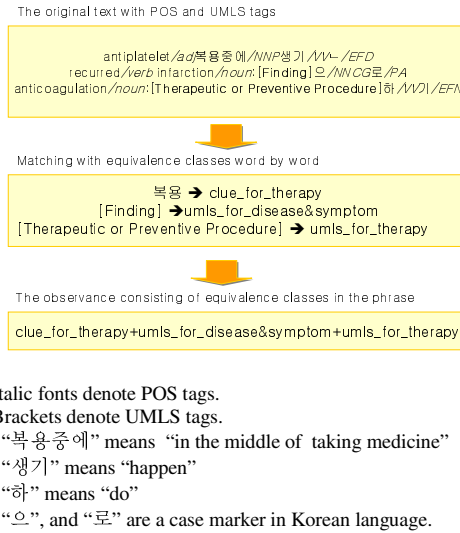 The original text with POS and UMLS tags
antiplatelet/ad/복용중에/NNP생기/VV ㄴ/EFD
recurred/verb infarction/noun:[Finding]으/NNCG로/PA
anticoagulation/noun:[Therapeutic or Preventive Procedure]하/VV기/EFN
Matching with equivalence classes word by word
복용 ➔ clue_for_therapy
[Finding] ➔umls_for_disease&symptom
[Therapeutic or Preventive Procedure] ➔ umls_for_therapy
The observance consisting of equivalence classes in the phrase
clue_for_therapy+umls_for_disease&symptom+umls_for_therapy
talic fonts denote POS tags.
Brackets denote UMLS tags.
“복용중에” means “in the middle of taking medicine”
“생기” means “happen”
“하” means “do”
“으”, and “로” are a case marker in Korean language.